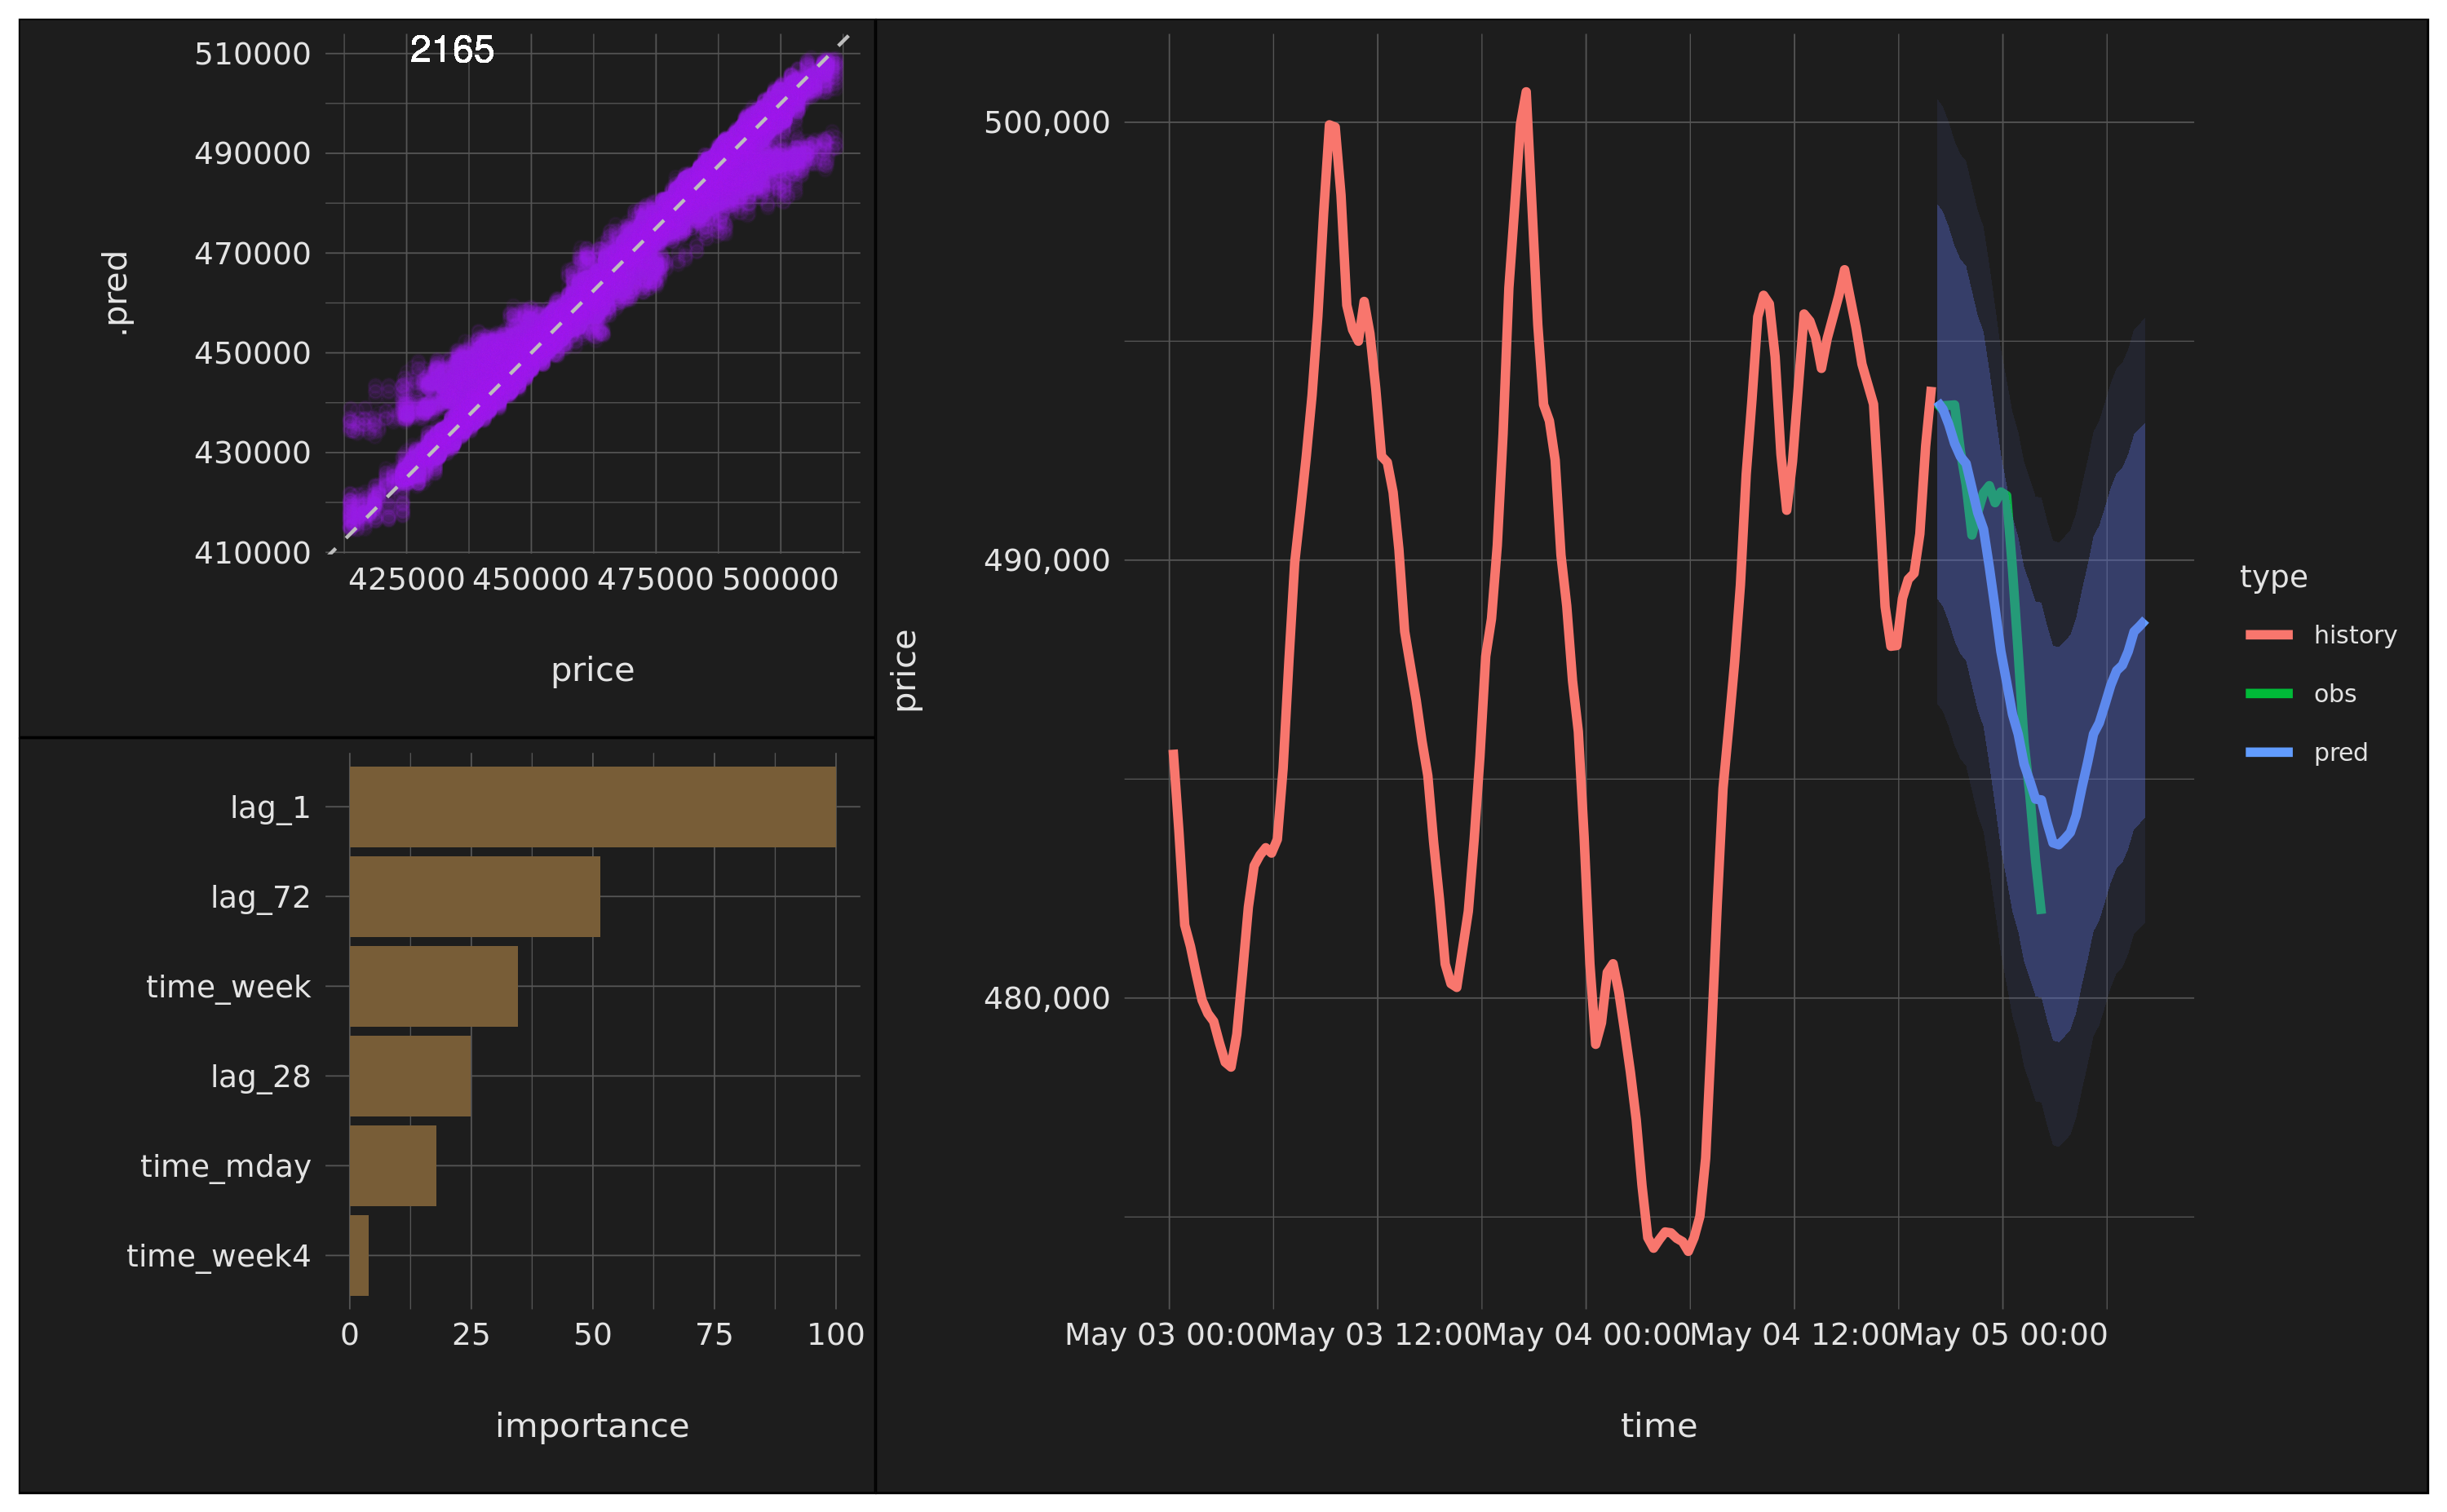 2165
510000
490000
470000
450000
430000
410000
.pred
425000 450000 475000 500000
price
lag_1
lag_72
time_week
lag_28
time_mday
time_week4
0 25 50 75 100
importance
500,000
490,000
480,000
price
May 03 00:00 May 03 12:00 May 04 00:00 May 04 12:00 May 05 00:00
time
type
history
obs
pred